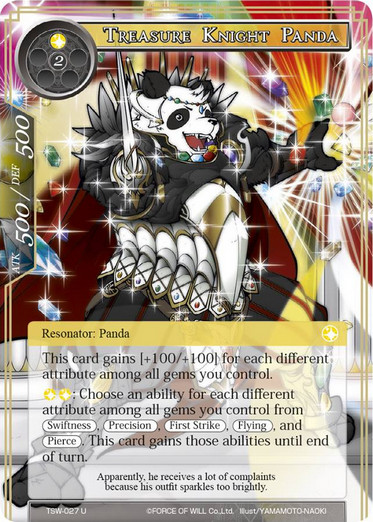 Treasure Knight Panda
2
ATK 500/ DEF 500
Resonator: Panda
This card gains [+100/+100] for each different
attribute among all gems you control.
: Choose an ability for each different
attribute among all gems you control from
Swiftness, Precision, First Strike, Flying, and
Pierce. This card gains those abilities until end
of turn.
Apparently, he receives a lot of complaints
because his outfit sparkles too brightly.
TSW-027 U ©FORCE OF WILL Co.,Ltd. Illust/YAMAMOTO-NAOKI